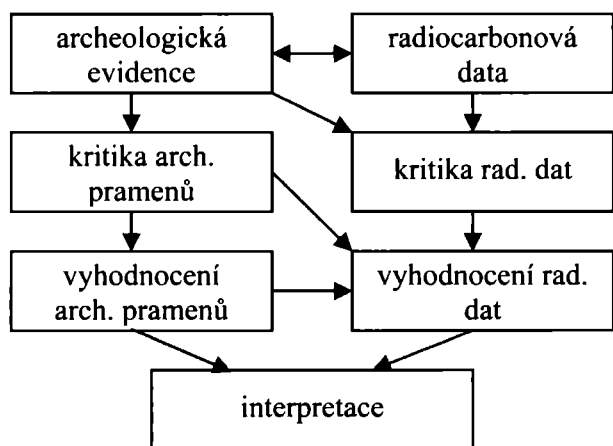 archeologická
evidence
radiocarbonová
data
kritika arch.
pramenů
kritika rad. dat
vyhodnocení
arch. pramenů
vyhodnocení rad.
dat
interpretace